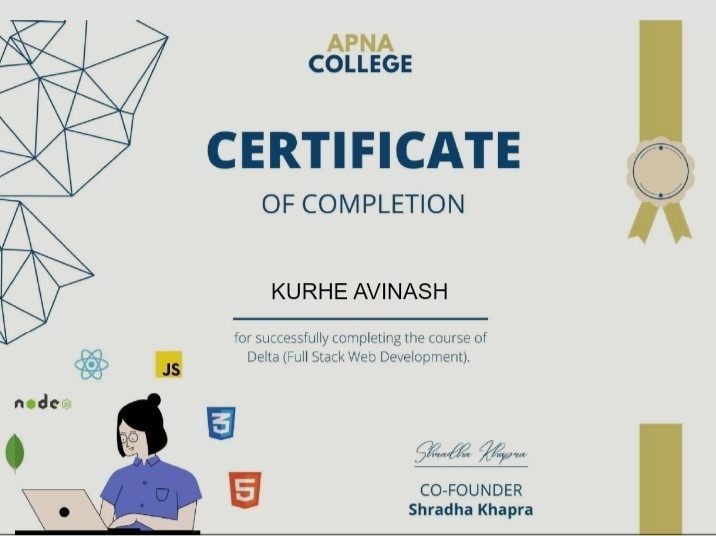 APNA
COLLEGE
CERTIFICATE
OF COMPLETION
KURHE AVINASH
for successfully completing the course of
Delta (Full Stack Web Development).
JS
node
3
5
Shradha Khapra
CO-FOUNDER
Shradha Khapra